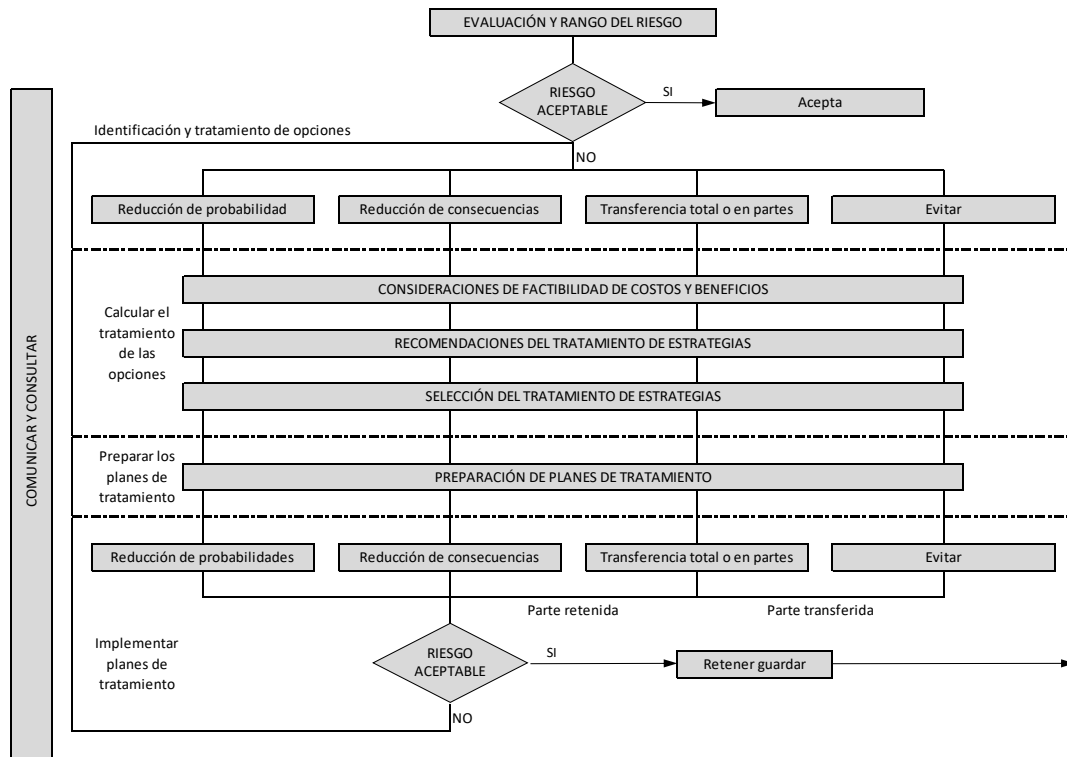 EVALUACIÓN Y RANGO DEL RIESGO
RIESGO
ACEPTABLE
SI
Acepta
Identificación y tratamiento de opciones
NO
Reducción de probabilidad
Reducción de consecuencias
Transferencia total o en partes
Evitar
COMUNICAR Y CONSULTAR
Calcular el
tratamiento
de las
opciones
CONSIDERACIONES DE FACTIBILIDAD DE COSTOS Y BENEFICIOS
RECOMENDACIONES DEL TRATAMIENTO DE ESTRATEGIAS
SELECCIÓN DEL TRATAMIENTO DE ESTRATEGIAS
Preparar los
planes de
tratamiento
PREPARACIÓN DE PLANES DE TRATAMIENTO
Reducción de probabilidades
Reducción de consecuencias
Transferencia total o en partes
Evitar
Parte retenida
Parte transferida
Implementar
planes de
tratamiento
RIESGO
ACEPTABLE
SI
Retener guardar
NO